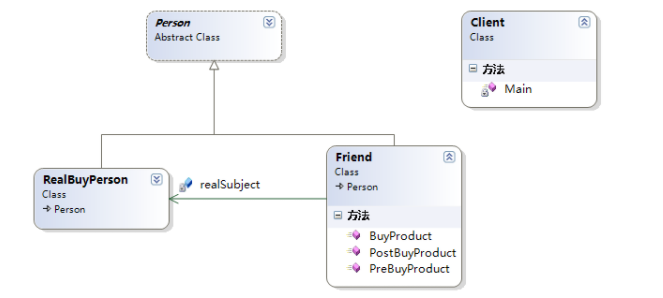 Person
Abstract Class
Client
Class
方法
Main
RealBuyPerson
Class
Person
realSubject
Friend
Class
Person
方法
BuyProduct
PostBuyProduct
PreBuyProduct